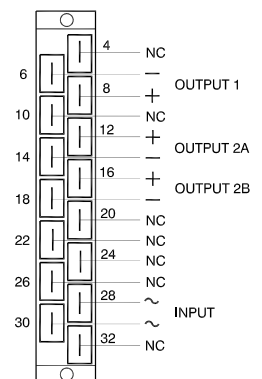 4 NC
6 − OUTPUT 1
8 +
10 NC
12 + OUTPUT 2A
14 −
16 + OUTPUT 2B
18 −
20 NC
22 NC
24 NC
26 NC
28 ~ INPUT
30 ~
32 NC